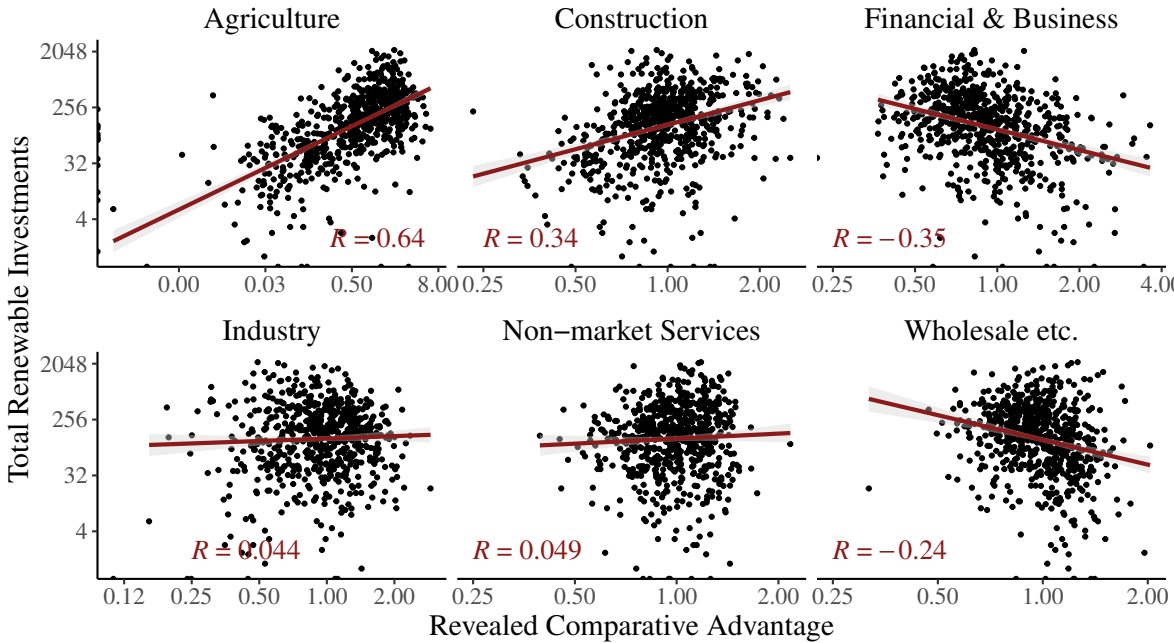 Agriculture Construction Financial & Business
2048
256
32
4
R = 0.64 R = 0.34 R = −0.35
0.00 0.03 0.50 8.00 0.25 0.50 1.00 2.00 0.25 0.50 1.00 2.00 4.00
Total Renewable Investments
Industry Non−market Services Wholesale etc.
2048
256
32
4
R = 0.044 R = 0.049 R = −0.24
0.12 0.25 0.50 1.00 2.00 0.50 1.00 2.00 0.25 0.50 1.00 2.00
Revealed Comparative Advantage